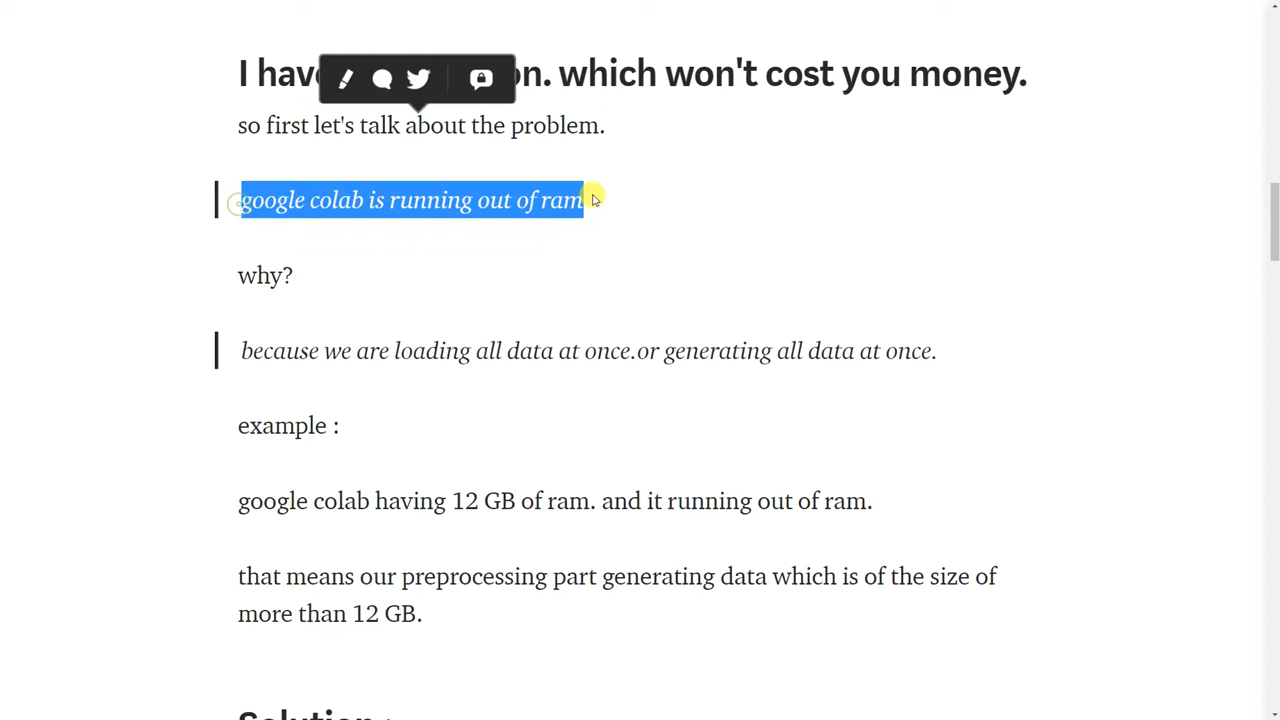 I hav on. which won't cost you money.
so first let's talk about the problem.
google colab is running out of ram
why?
because we are loading all data at once.or generating all data at once.
example :
google colab having 12 GB of ram. and it running out of ram.
that means our preprocessing part generating data which is of the size of
more than 12 GB.
Solution :